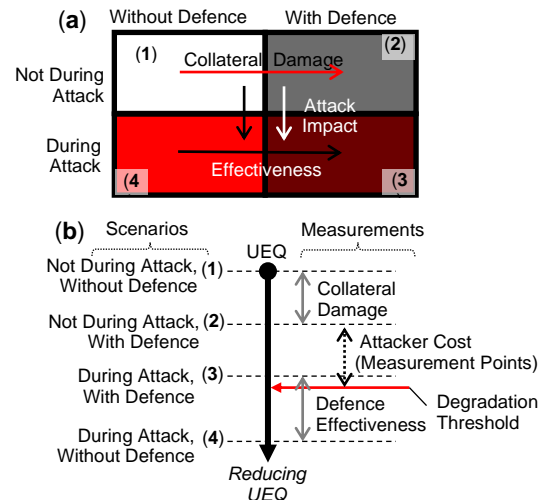 (a)
Without Defence
With Defence
(1)
(2)
Collateral Damage
Not During
Attack
Attack
Impact
During
Attack
Effectiveness
(4)
(3)
(b)
Scenarios
Measurements
UEQ
Not During Attack, (1)
Without Defence
Collateral
Damage
Not During Attack, (2)
With Defence
Attacker Cost
(Measurement Points)
During Attack, (3)
With Defence
Defence
Effectiveness
Degradation
Threshold
During Attack, (4)
Without Defence
Reducing
UEQ